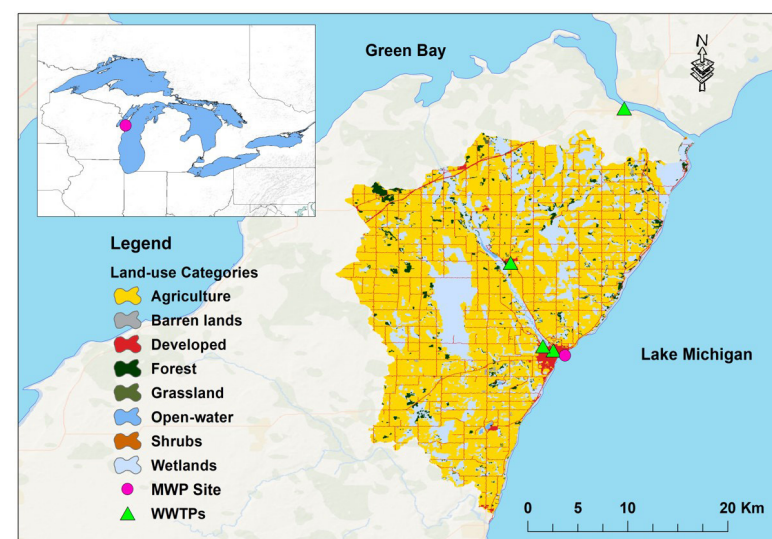 Green Bay
N
Legend
Land-use Categories
Agriculture
Barren lands
Developed
Forest
Grassland
Open-water
Shrubs
Wetlands
MWP Site
WWTPs
Lake Michigan
0 5 10 20 Km